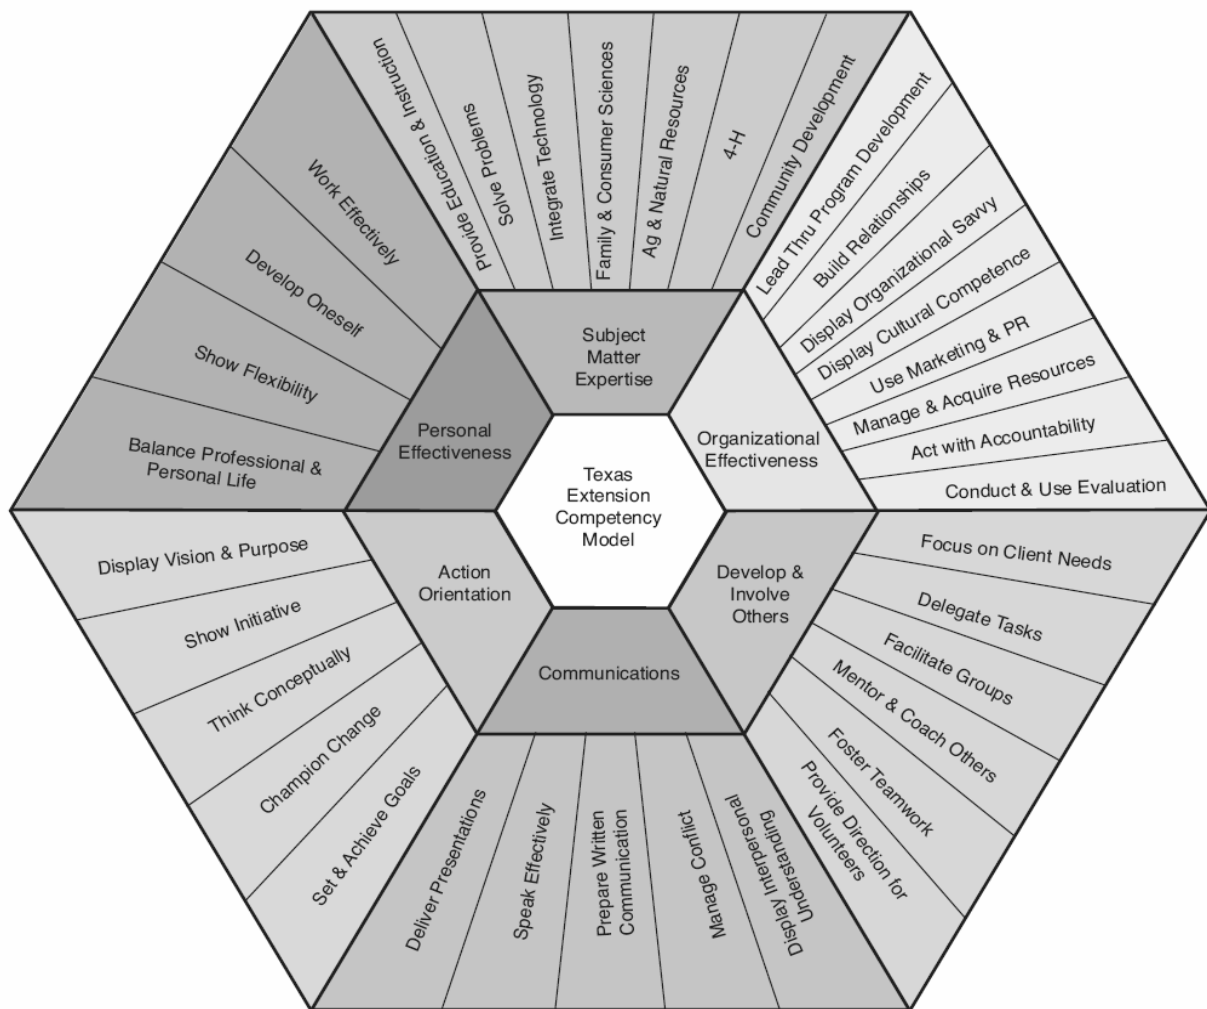 Texas
Extension
Competency
Model
Subject
Matter
Expertise
Provide Education & Instruction
Solve Problems
Integrate Technology
Family & Consumer Sciences
Ag & Natural Resources
4-H
Community Development
Organizational
Effectiveness
Lead Thru Program Development
Build Relationships
Display Organizational Savvy
Display Cultural Competence
Use Marketing & PR
Manage & Acquire Resources
Act with Accountability
Conduct & Use Evaluation
Develop &
Involve
Others
Focus on Client Needs
Delegate Tasks
Facilitate Groups
Mentor & Coach Others
Foster Teamwork
Provide Direction for
Volunteers
Communications
Display Interpersonal
Understanding
Manage Conflict
Prepare Written
Communication
Speak Effectively
Deliver Presentations
Action
Orientation
Set & Achieve Goals
Champion Change
Think Conceptually
Show Initiative
Display Vision & Purpose
Personal
Effectiveness
Balance Professional &
Personal Life
Show Flexibility
Develop Oneself
Work Effectively